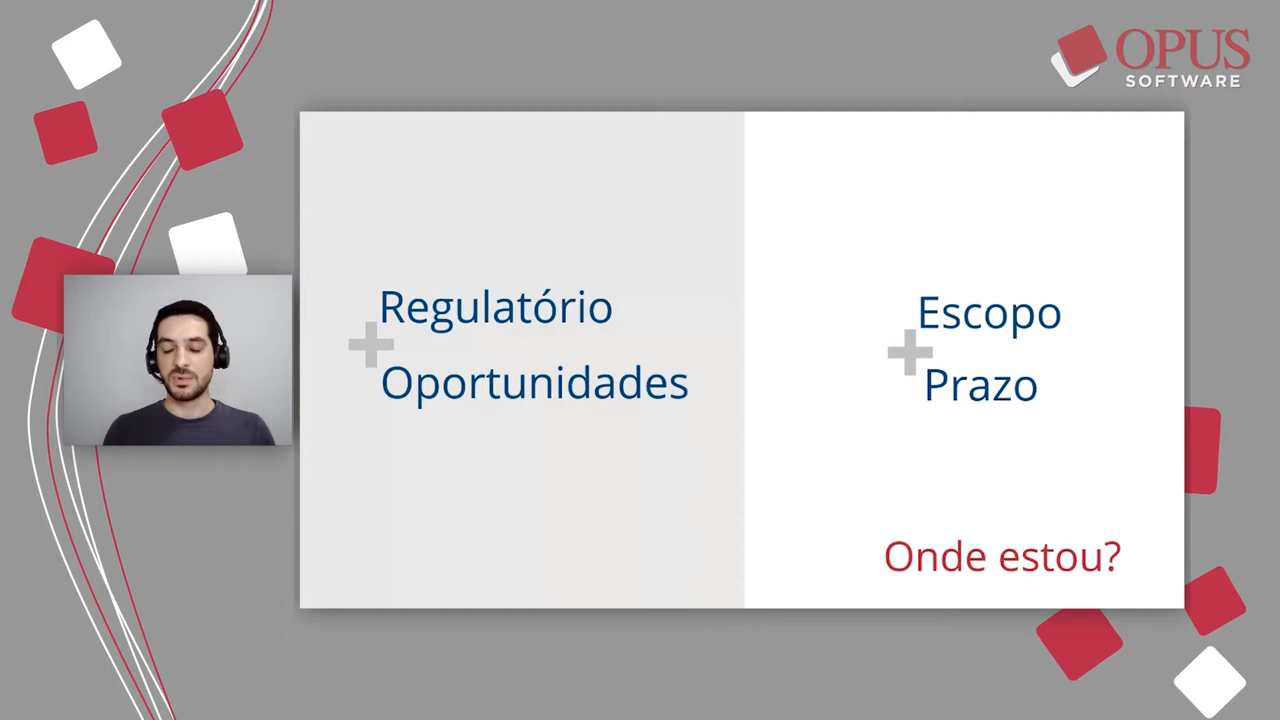 OPUS
SOFTWARE
Regulatório
Oportunidades
Escopo
Prazo
Onde estou?